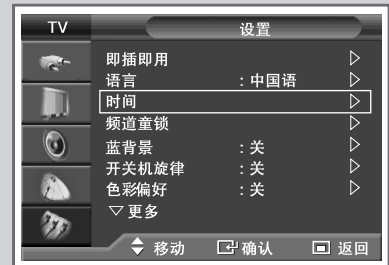 TV 设置
即插即用
语言 : 中国语
时间
频道童锁
蓝背景 : 关
开关机旋律 : 关
色彩偏好 : 关
▽更多
移动 确认 返回